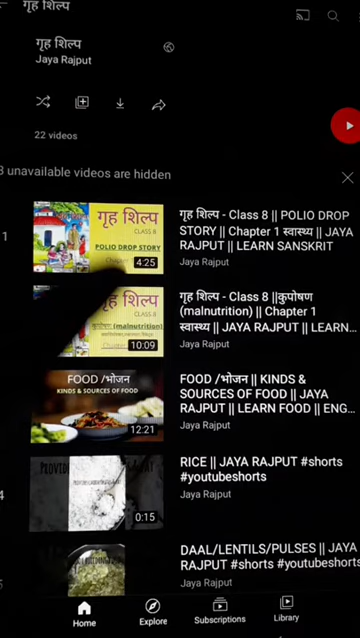 गृह शिल्प
गृह शिल्प
Jaya Rajput
22 videos
unavailable videos are hidden
1
गृह शिल्प
CLASS 8
POLIO DROP STORY
4:25
गृह शिल्प - Class 8 || POLIO DROP
STORY || Chapter 1 स्वास्थ्य || JAYA
RAJPUT || LEARN SANSKRIT
Jaya Rajput
गृह शिल्प
CLASS 8
कुपोषण (malnutrition)
10:09
गृह शिल्प - Class 8 ||कुपोषण
(malnutrition) || Chapter 1
स्वास्थ्य || JAYA RAJPUT || LEARN...
Jaya Rajput
FOOD /भोजन
KINDS & SOURCES OF FOOD
12:21
FOOD /भोजन || KINDS &
SOURCES OF FOOD || JAYA
RAJPUT || LEARN FOOD || ENG...
Jaya Rajput
4
0:15
RICE || JAYA RAJPUT #shorts
#youtubeshorts
Jaya Rajput
5
DAAL/LENTILS/PULSES || JAYA
RAJPUT #shorts #youtubeshorts
Jaya Rajput
Home
Explore
Subscriptions
Library